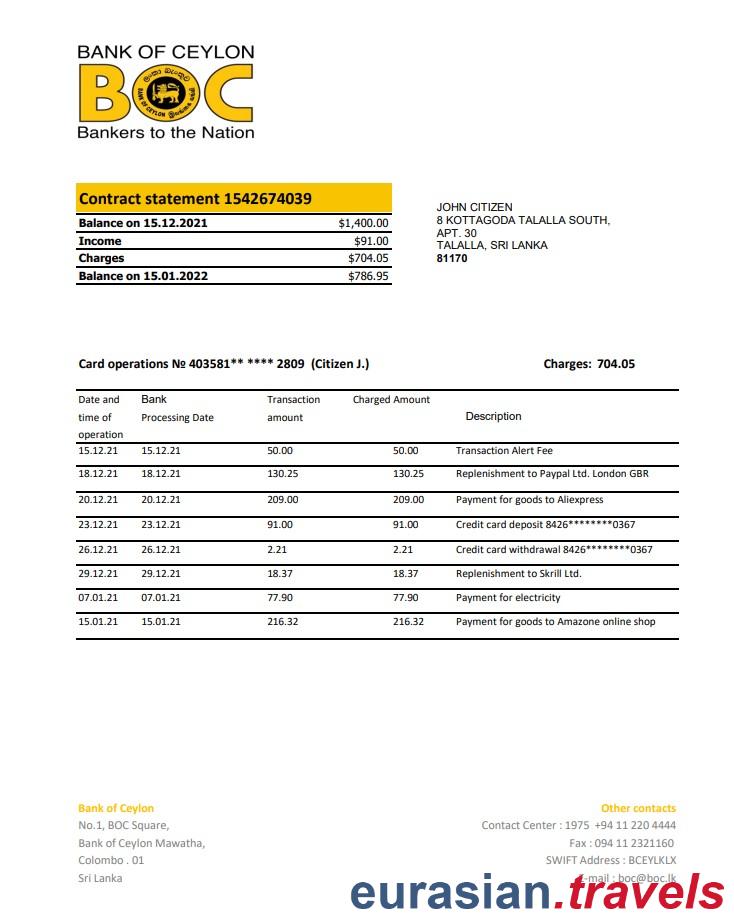 BANK OF CEYLON
BOC
BANK OF CEYLON
Bankers to the Nation
Contract statement 1542674039
Balance on 15.12.2021 $1,400.00
Income $91.00
Charges $704.05
Balance on 15.01.2022 $786.95
JOHN CITIZEN
8 KOTTAGODA TALALLA SOUTH,
APT. 30
TALALLA, SRI LANKA
81170
Card operations № 403581** **** 2809 (Citizen J.) Charges: 704.05
Date and time of operation Bank Processing Date Transaction amount Charged Amount Description
15.12.21 15.12.21 50.00 50.00 Transaction Alert Fee
18.12.21 18.12.21 130.25 130.25 Replenishment to Paypal Ltd. London GBR
20.12.21 20.12.21 209.00 209.00 Payment for goods to Aliexpress
23.12.21 23.12.21 91.00 91.00 Credit card deposit 8426********0367
26.12.21 26.12.21 2.21 2.21 Credit card withdrawal 8426********0367
29.12.21 29.12.21 18.37 18.37 Replenishment to Skrill Ltd.
07.01.21 07.01.21 77.90 77.90 Payment for electricity
15.01.21 15.01.21 216.32 216.32 Payment for goods to Amazone online shop
Bank of Ceylon
No.1, BOC Square,
Bank of Ceylon Mawatha,
Colombo . 01
Sri Lanka
Other contacts
Contact Center : 1975 +94 11 220 4444
Fax : 094 11 2321160
SWIFT Address : BCEYLKLX
E-mail : boc@boc.lk
eurasian.travels